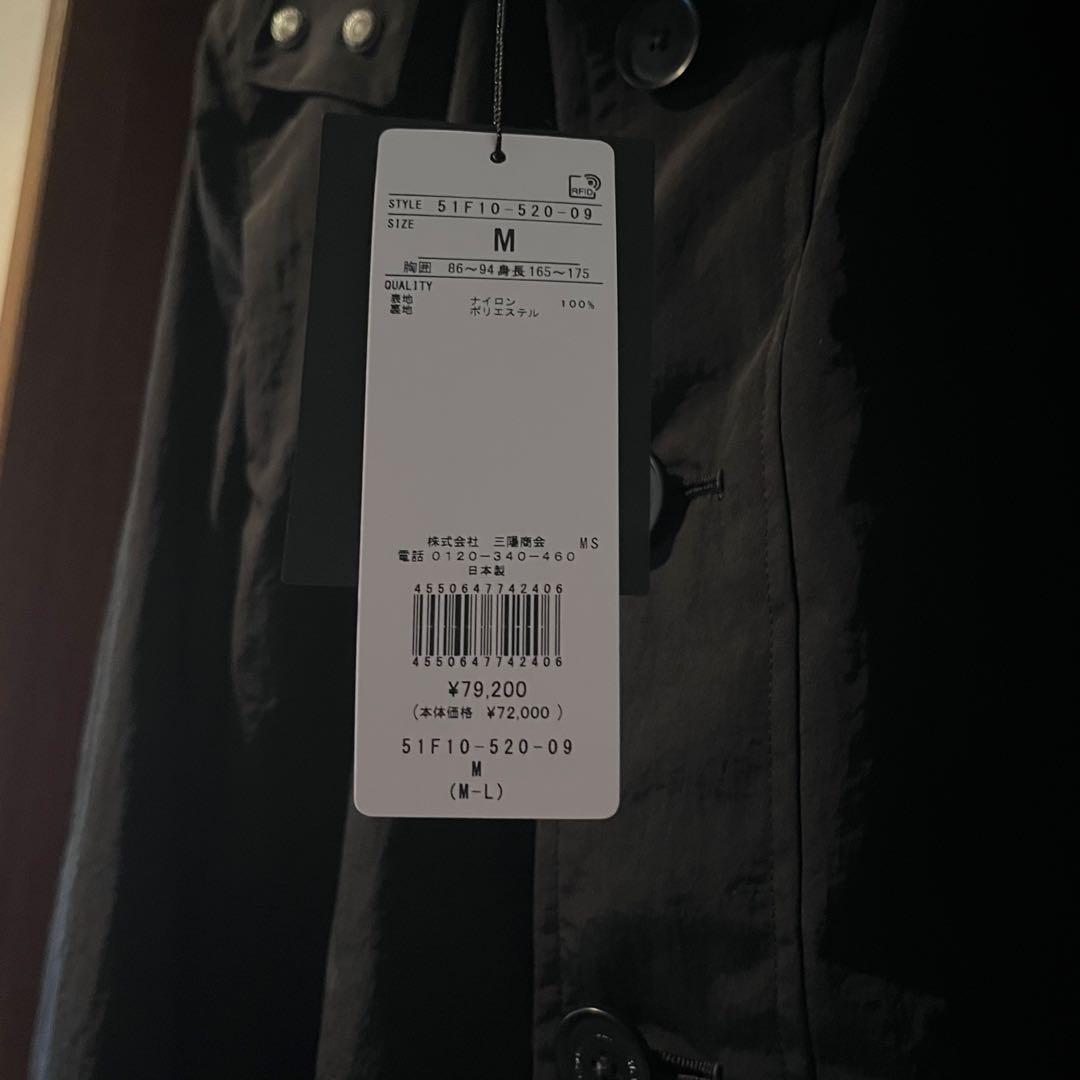 RFID
STYLE 51F10-520-09
SIZE
M
胸囲 86〜94 身長 165〜175
QUALITY
表地 ナイロン 100%
裏地 ポリエステル
株式会社 三陽商会 MS
電話 0120-340-460
日本製
4550647742406
4550647742406
¥79,200
(本体価格 ¥72,000 )
51F10-520-09
M
(M-L)